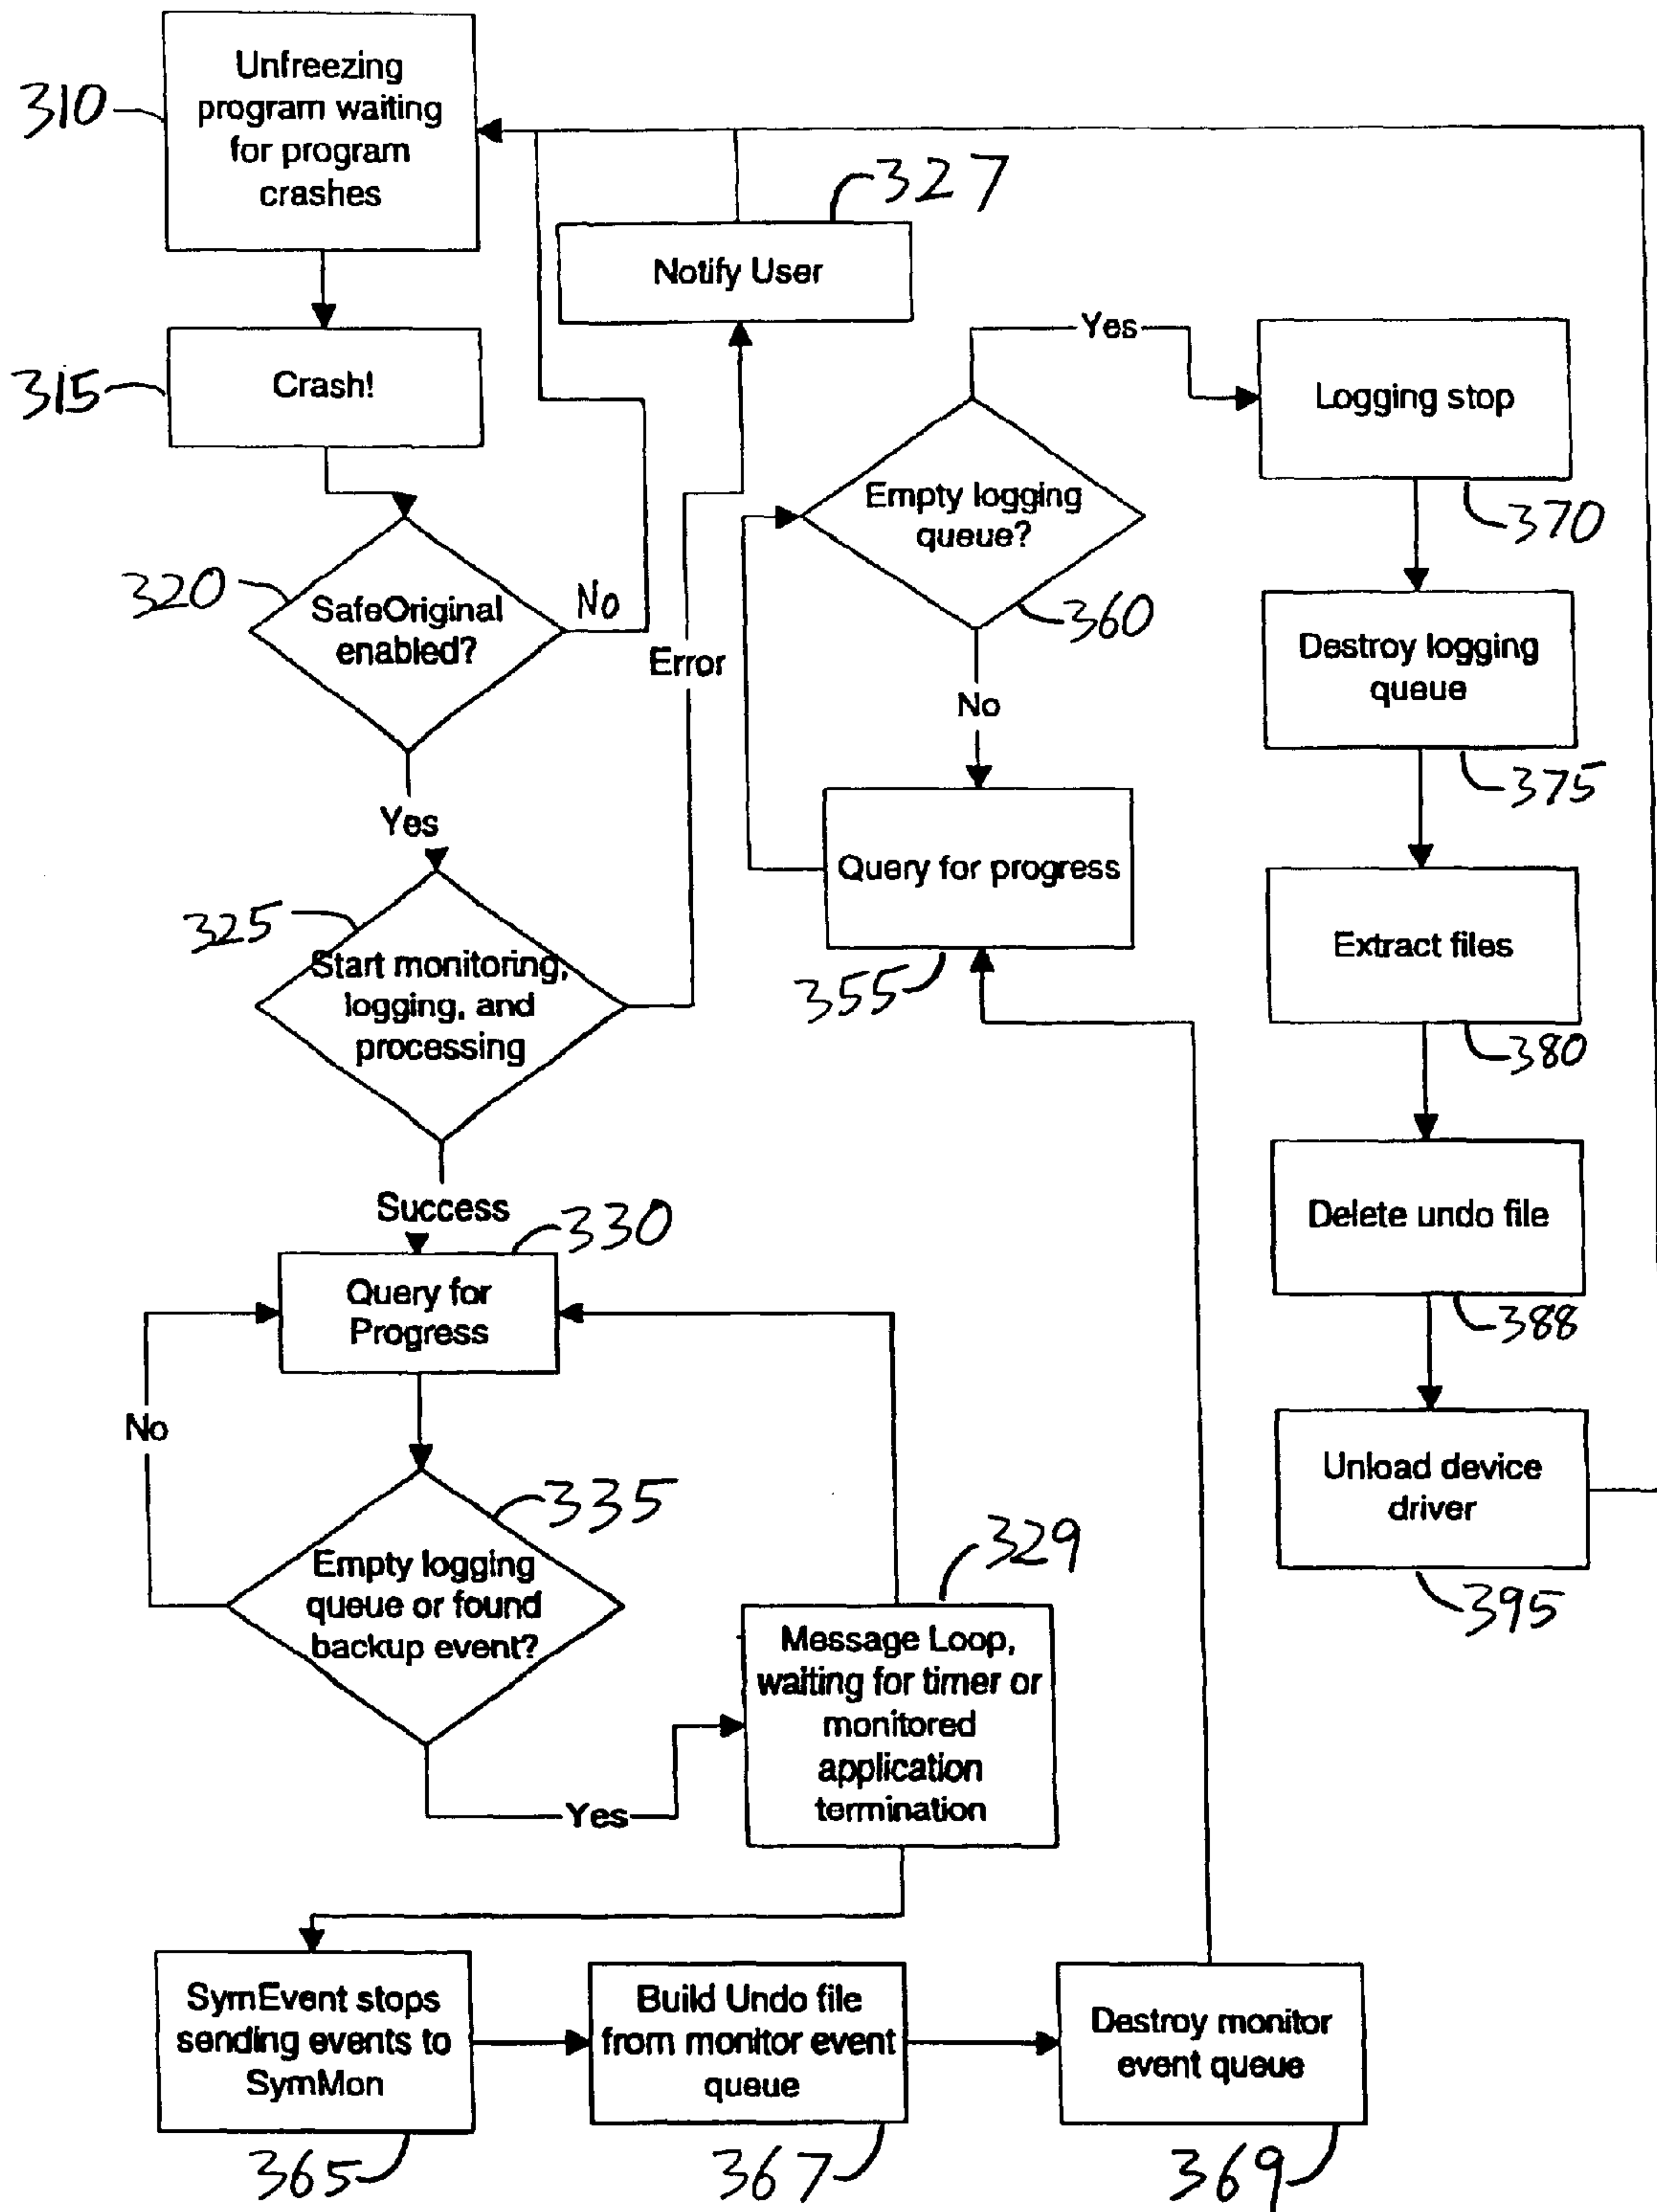 Unfreezing
program waiting
for program
crashes
310
327
Notify User
Yes
Logging stop
Crash!
315
Empty logging
queue?
370
320
SafeOriginal
enabled?
No
360
Error
Destroy logging
queue
No
375
Yes
Query for progress
325
Start monitoring,
logging, and
processing
Extract files
355
380
Success
330
Delete undo file
Query for
Progress
388
No
335
Unload device
driver
Empty logging
queue or found
backup event?
329
395
Message Loop,
waiting for timer or
monitored
application
termination
Yes
SymEvent stops
sending events to
SymMon
Build Undo file
from monitor event
queue
Destroy monitor
event queue
365
367
369